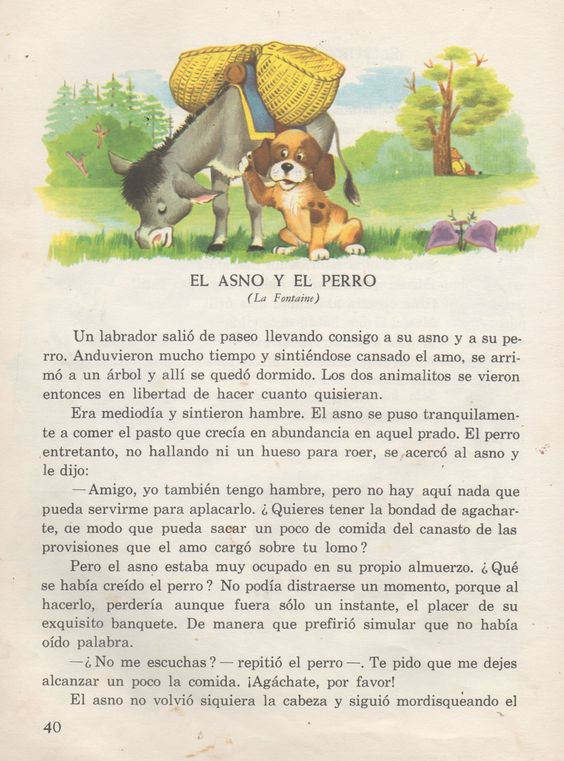 EL ASNO Y EL PERRO
(La Fontaine)
Un labrador salió de paseo llevando consigo a su asno y a su pe-
rro. Anduvieron mucho tiempo y sintiéndose cansado el amo, se arri-
mó a un árbol y allí se quedó dormido. Los dos animalitos se vieron
entonces en libertad de hacer cuanto quisieran.
Era mediodía y sintieron hambre. El asno se puso tranquilamen-
te a comer el pasto que crecía en abundancia en aquel prado. El perro
entretanto, no hallando ni un hueso para roer, se acercó al asno y
le dijo:
—Amigo, yo también tengo hambre, pero no hay aquí nada que
pueda servirme para aplacarlo. ¿Quieres tener la bondad de agachar-
te, de modo que pueda sacar un poco de comida del canasto de las
provisiones que el amo cargó sobre tu lomo?
Pero el asno estaba muy ocupado en su propio almuerzo. ¿Qué
se había creído el perro? No podía distraerse un momento, porque al
hacerlo, perdería aunque fuera sólo un instante, el placer de su
exquisito banquete. De manera que prefirió simular que no había
oído palabra.
—¿No me escuchas? — repitió el perro —. Te pido que me dejes
alcanzar un poco la comida. ¡Agáchate, por favor!
El asno no volvió siquiera la cabeza y siguió mordisqueando el
40